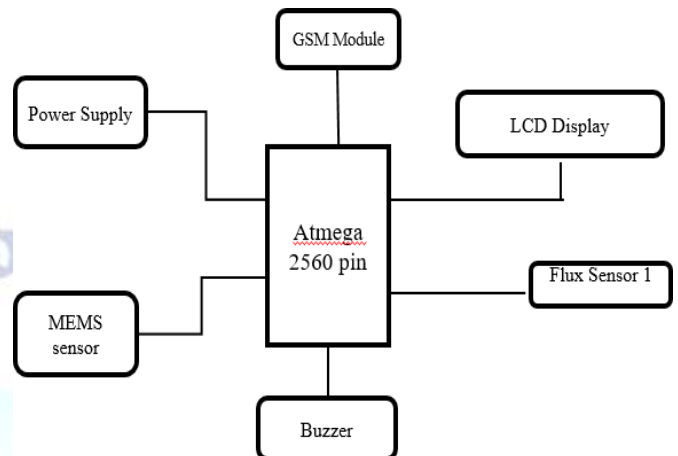 GSM Module
Power Supply
LCD Display
Atmega
2560 pin
Flux Sensor 1
MEMS
sensor
Buzzer